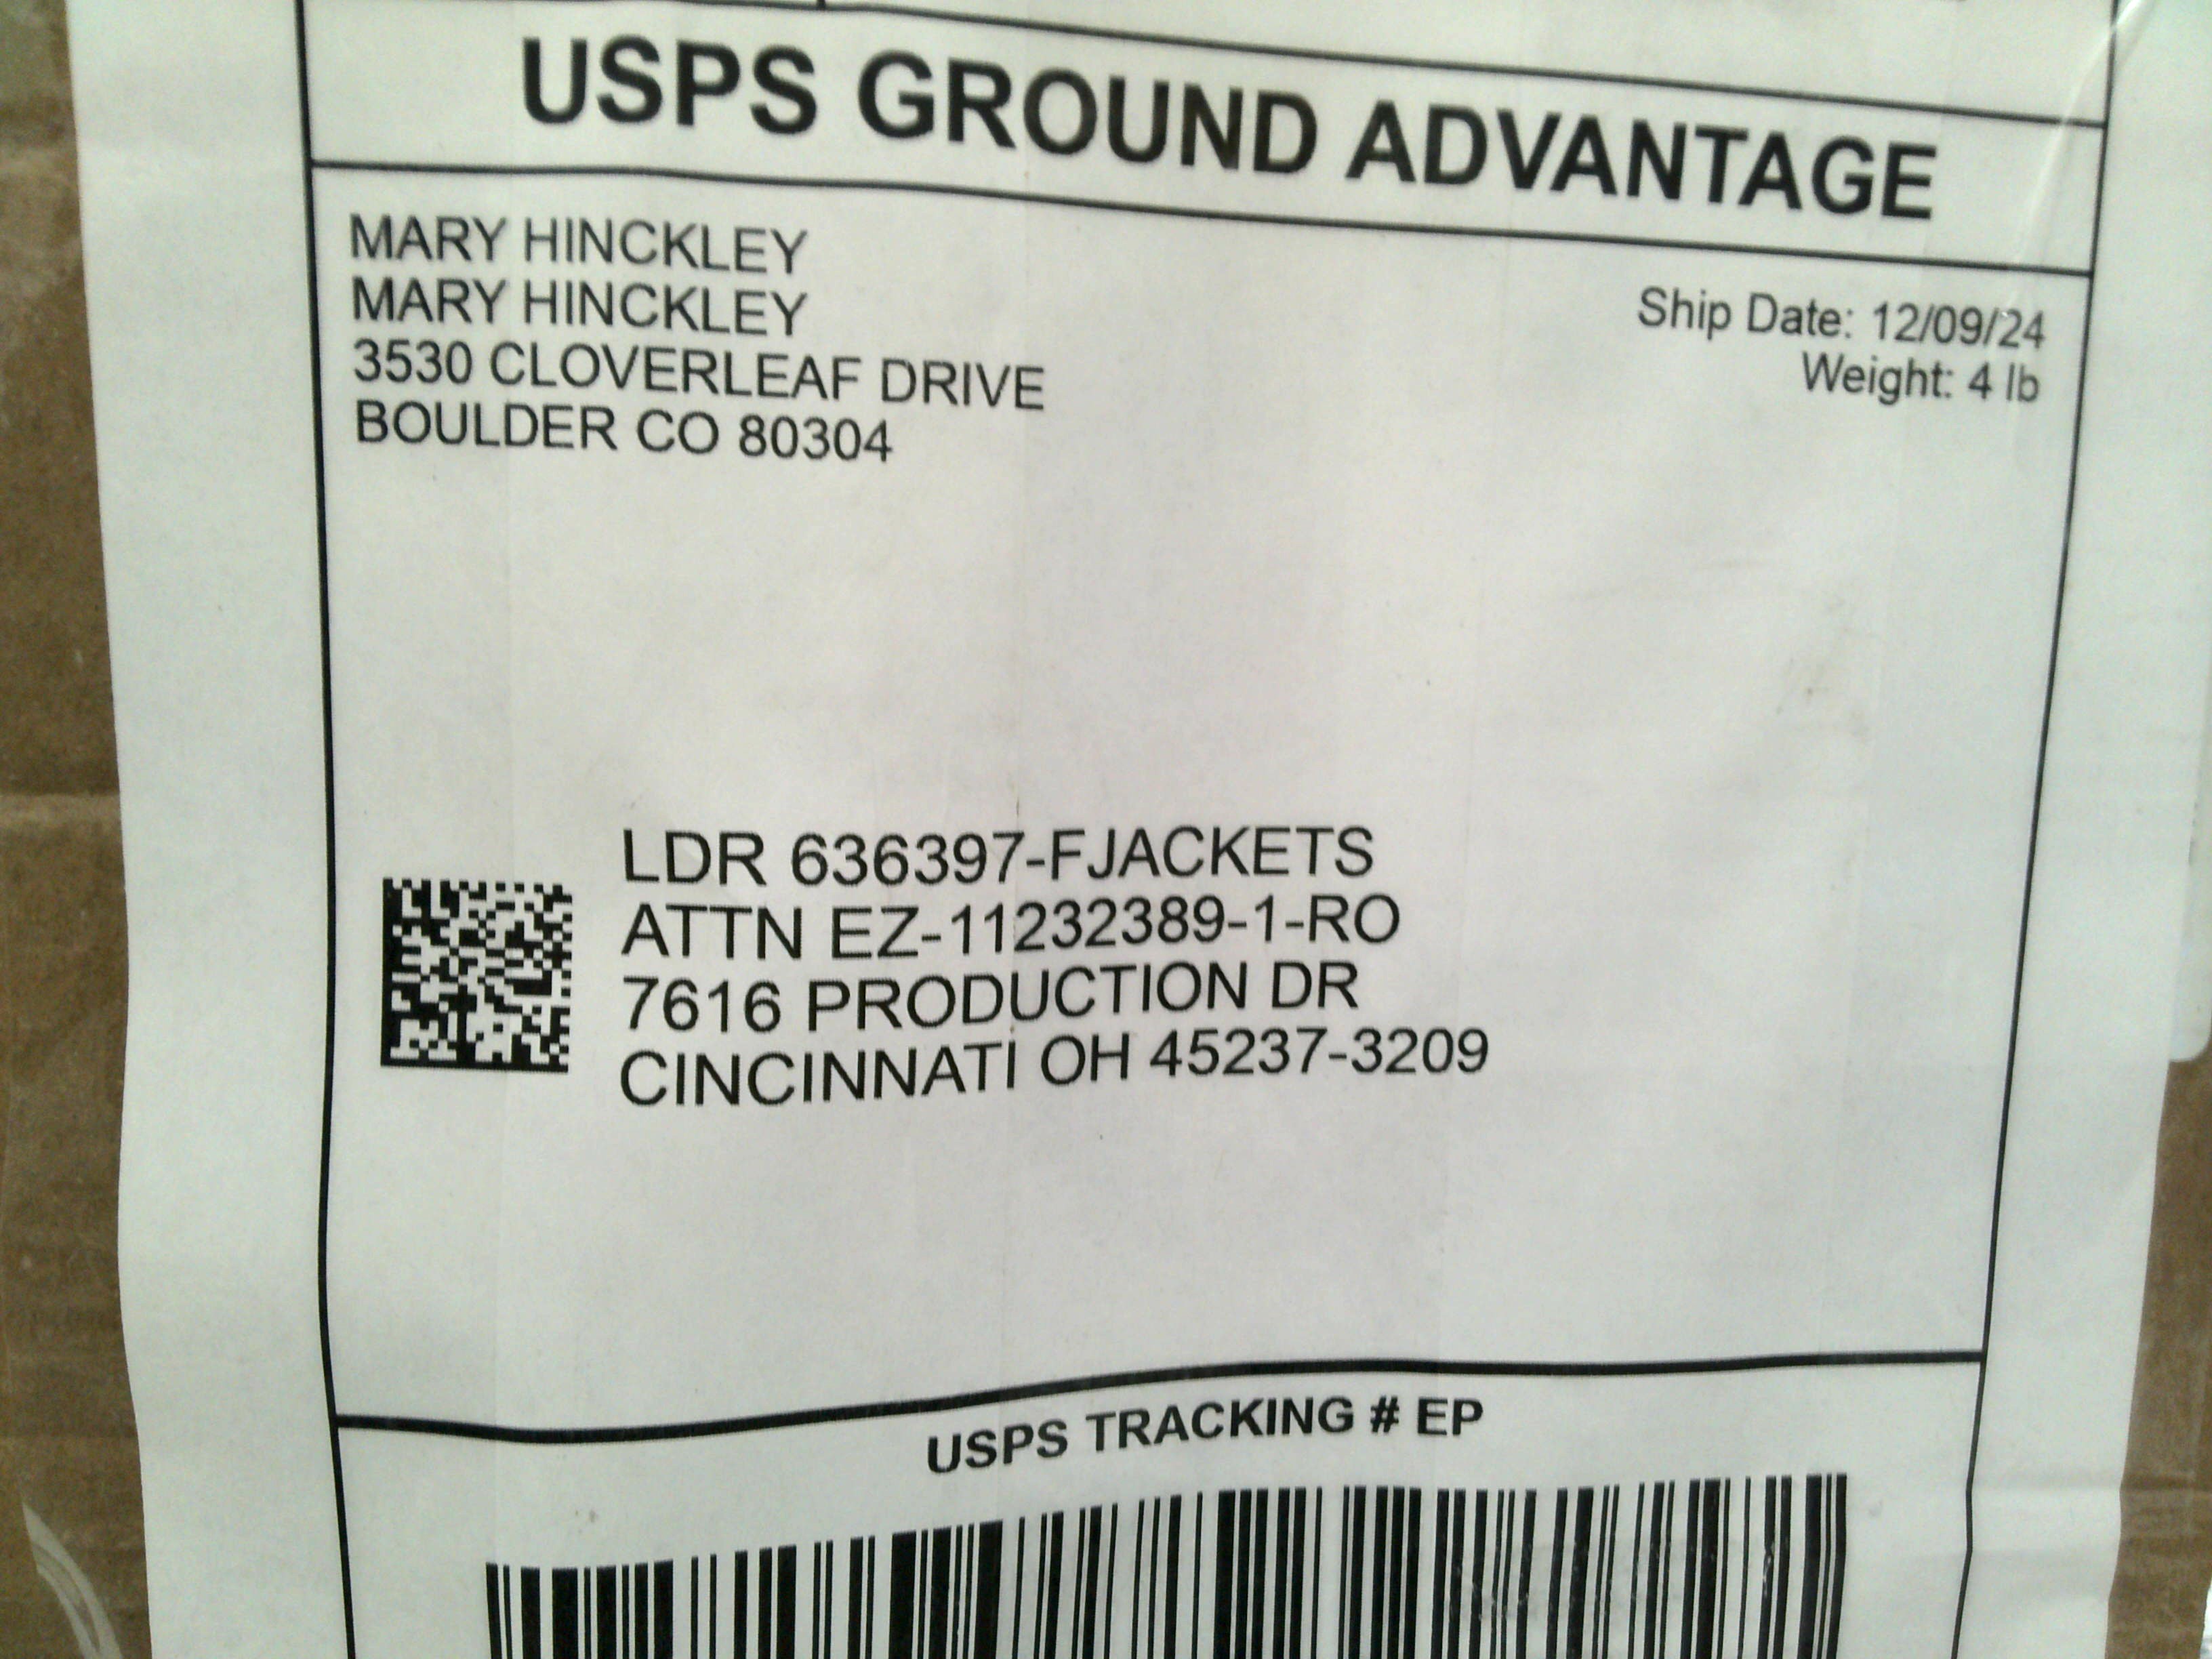 USPS GROUND ADVANTAGE
MARY HINCKLEY
MARY HINCKLEY
3530 CLOVERLEAF DRIVE
BOULDER CO 80304
Ship Date: 12/09/24
Weight: 4 lb
LDR 636397-FJACKETS
ATTN EZ-11232389-1-RO
7616 PRODUCTION DR
CINCINNATI OH 45237-3209
USPS TRACKING # EP